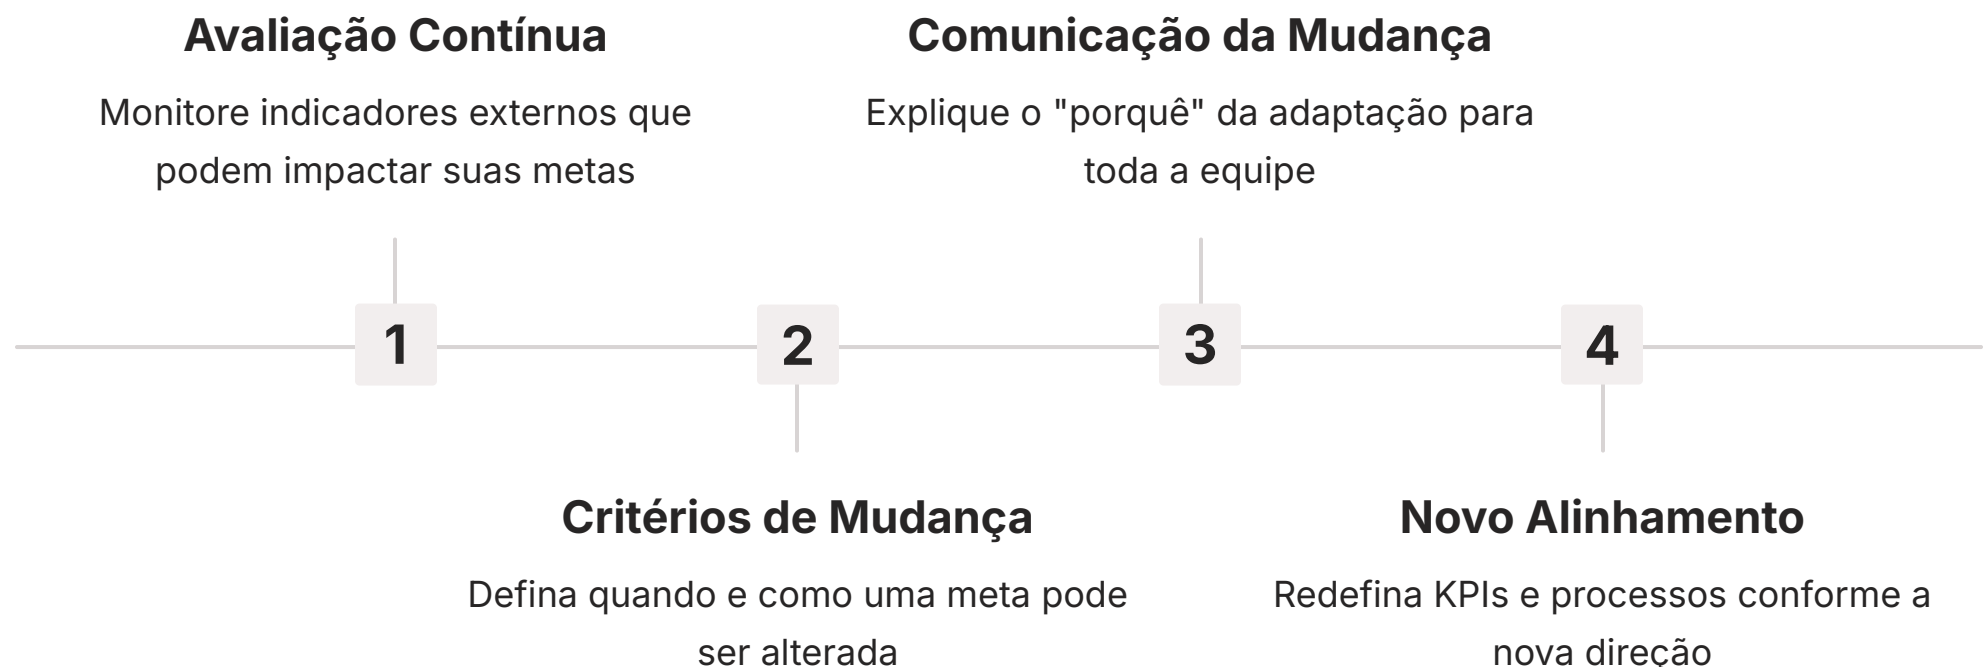 Avaliação Contínua
Monitore indicadores externos que
podem impactar suas metas
Comunicação da Mudança
Explique o "porquê" da adaptação para
toda a equipe
1
2
3
4
Critérios de Mudança
Defina quando e como uma meta pode
ser alterada
Novo Alinhamento
Redefina KPIs e processos conforme a
nova direção